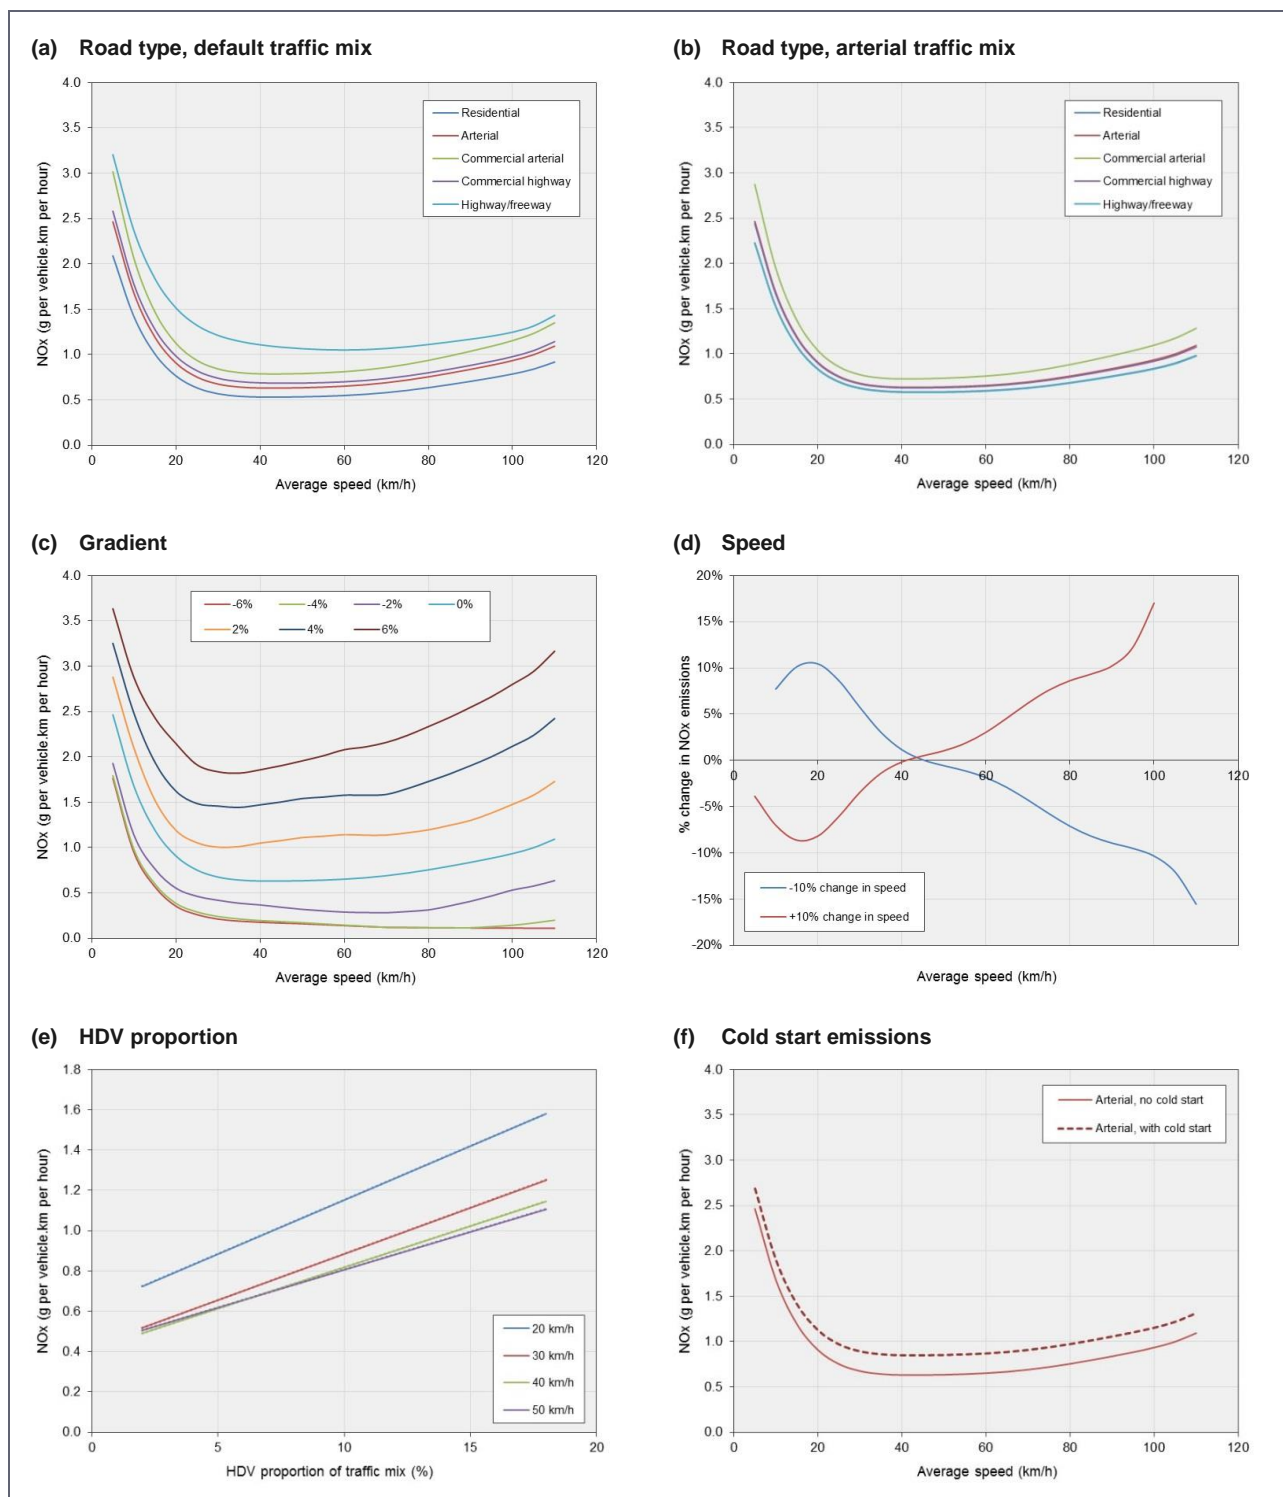 (a) Road type, default traffic mix
4.0
3.5
3.0
2.5
2.0
1.5
1.0
0.5
0.0
NOx (g per vehicle.km per hour)
Residential
Arterial
Commercial arterial
Commercial highway
Highway/freeway
0 20 40 60 80 100 120
Average speed (km/h)
(b) Road type, arterial traffic mix
4.0
3.5
3.0
2.5
2.0
1.5
1.0
0.5
0.0
NOx (g per vehicle.km per hour)
Residential
Arterial
Commercial arterial
Commercial highway
Highway/freeway
0 20 40 60 80 100 120
Average speed (km/h)
(c) Gradient
4.0
3.5
3.0
2.5
2.0
1.5
1.0
0.5
0.0
NOx (g per vehicle.km per hour)
-6% -4% -2% 0%
2% 4% 6%
0 20 40 60 80 100 120
Average speed (km/h)
(d) Speed
20%
15%
10%
5%
0%
-5%
-10%
-15%
-20%
% change in NOx emissions
0 20 40 60 80 100 120
-10% change in speed
+10% change in speed
Average speed (km/h)
(e) HDV proportion
1.8
1.6
1.4
1.2
1.0
0.8
0.6
0.4
0.2
0.0
NOx (g per vehicle.km per hour)
20 km/h
30 km/h
40 km/h
50 km/h
0 5 10 15 20
HDV proportion of traffic mix (%)
(f) Cold start emissions
4.0
3.5
3.0
2.5
2.0
1.5
1.0
0.5
0.0
NOx (g per vehicle.km per hour)
Arterial, no cold start
Arterial, with cold start
0 20 40 60 80 100 120
Average speed (km/h)